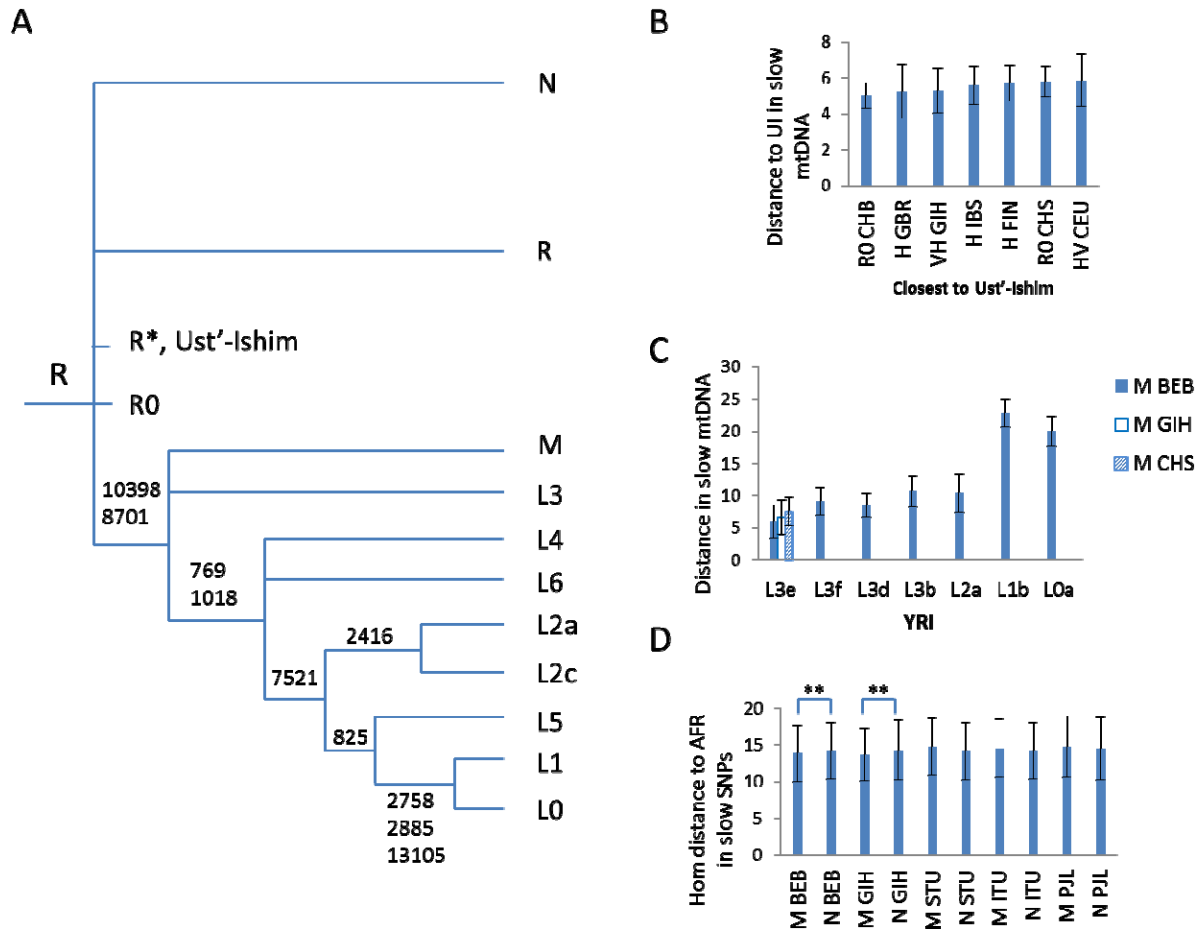 A
N
R
R*, Ust'-Ishim
R
R0
M
10398
8701
L3
L4
769
1018
L6
L2a
2416
L2c
7521
L5
825
L1
2758
2885
13105
L0
B
Distance to UI in slow
mtDNA
8
6
4
2
0
R0 CHB
H GBR
VH GIH
H IBS
H FIN
R0 CHS
HV CEU
Closest to Ust'-Ishim
C
Distance in slow mtDNA
30
25
20
15
10
5
0
M BEB
M GIH
M CHS
L3e L3f L3d L3b L2a L1b L0a
YRI
D
Hom distance to AFR
in slow SNPs
20
15
10
5
0
** **
M BEB
N BEB
M GIH
N GIH
M STU
N STU
M ITU
N ITU
M PJL
N PJL